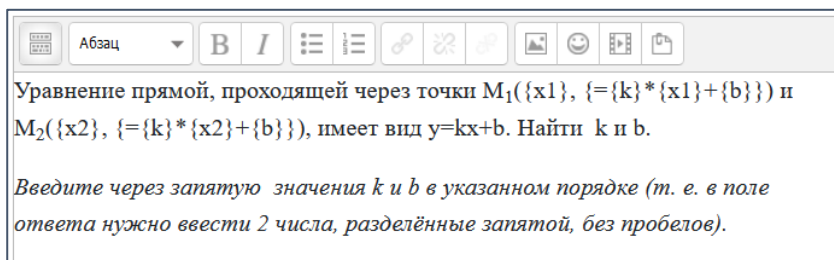 Абзац B I
Уравнение прямой, проходящей через точки M₁({x1}, {={k}*{x1}+{b}}) и
M₂({x2}, {={k}*{x2}+{b}}), имеет вид y=kx+b. Найти k и b.
Введите через запятую значения k и b в указанном порядке (т. е. в поле
ответа нужно ввести 2 числа, разделённые запятой, без пробелов).